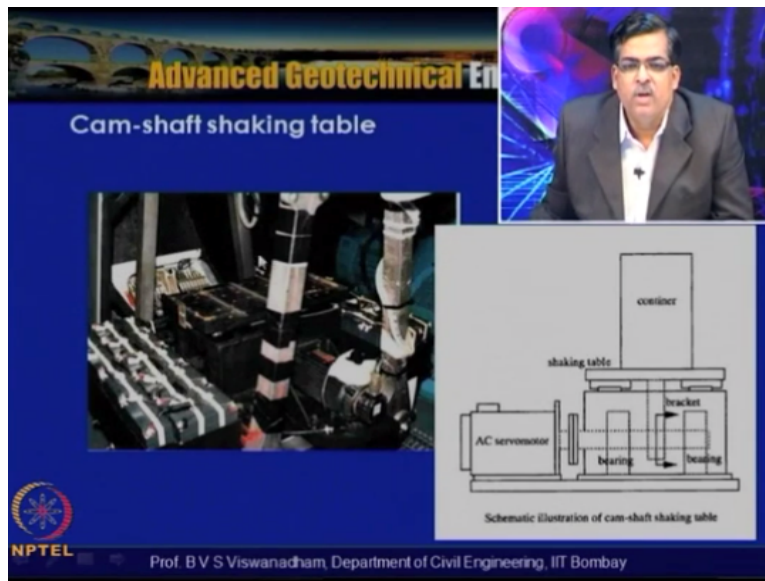 Advanced Geotechnical En
Cam-shaft shaking table
continer
shaking table
bracket
AC servomotor
bearing
bearing
Schematic illustration of cam-shaft shaking table
NPTEL
Prof. B V S Viswanadham, Department of Civil Engineering, IIT Bombay